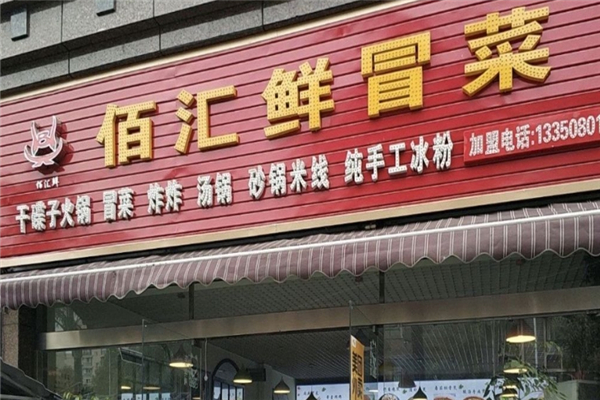 佰汇鲜冒菜
佰汇鲜
干碟子火锅 冒菜 炸炸 汤锅 砂锅米线 纯手工冰粉
加盟电话:13350801